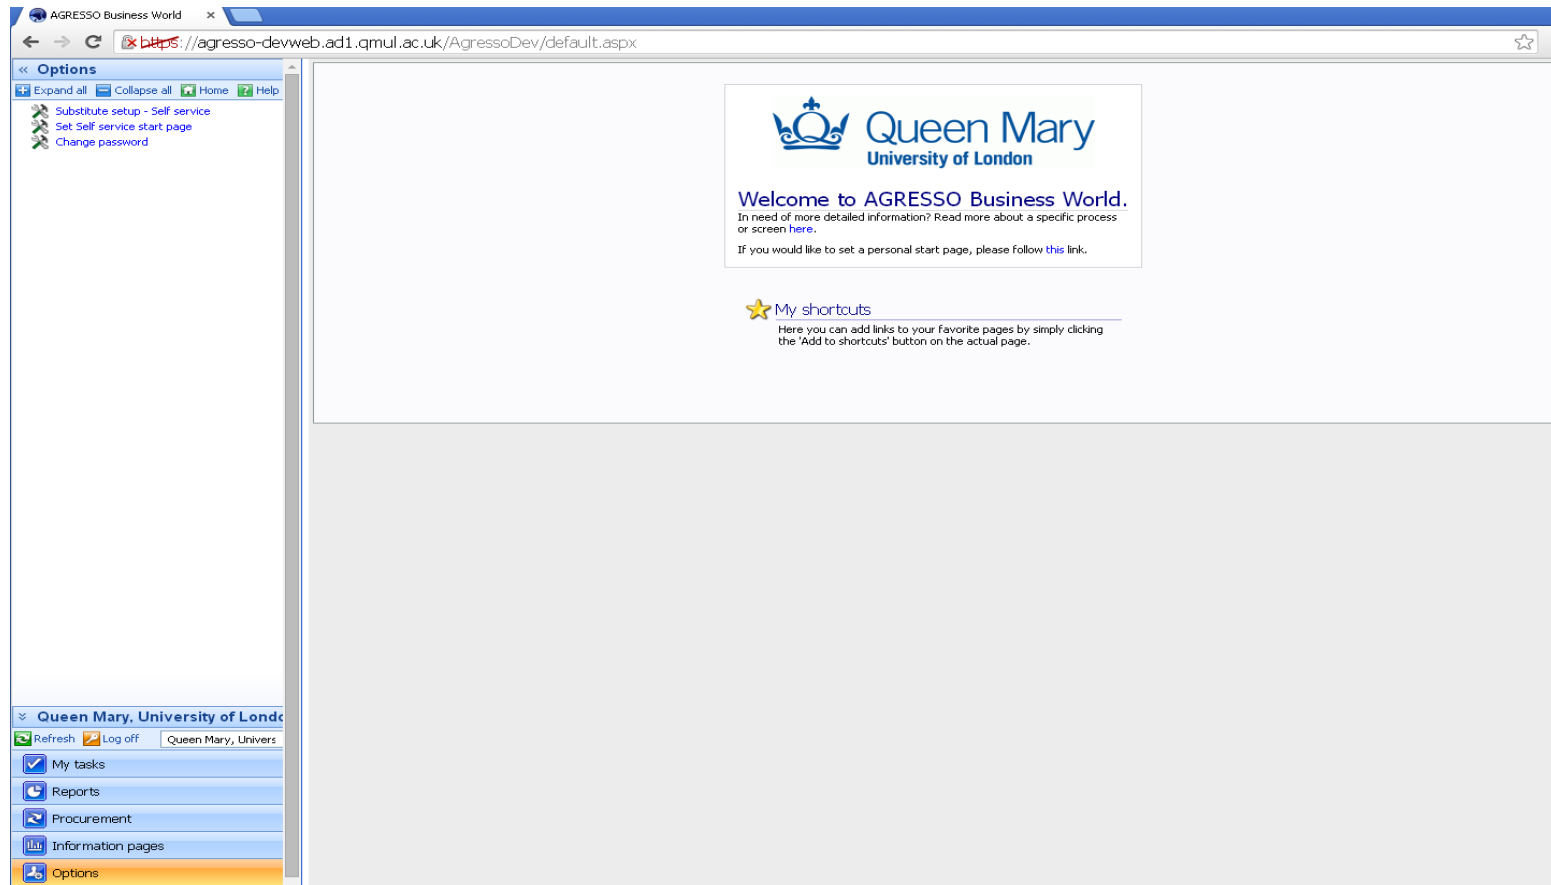 AGRESSO Business World
https://agresso-devweb.ad1.qmul.ac.uk/AgressoDev/default.aspx
Options
Expand all Collapse all Home Help
Substitute setup - Self service
Set Self service start page
Change password
Queen Mary
University of London
Welcome to AGRESSO Business World.
In need of more detailed information? Read more about a specific process
or screen here.
If you would like to set a personal start page, please follow this link.
My shortcuts
Here you can add links to your favorite pages by simply clicking
the 'Add to shortcuts' button on the actual page.
Queen Mary, University of Londo
Refresh Log off Queen Mary, Univers
My tasks
Reports
Procurement
Information pages
Options